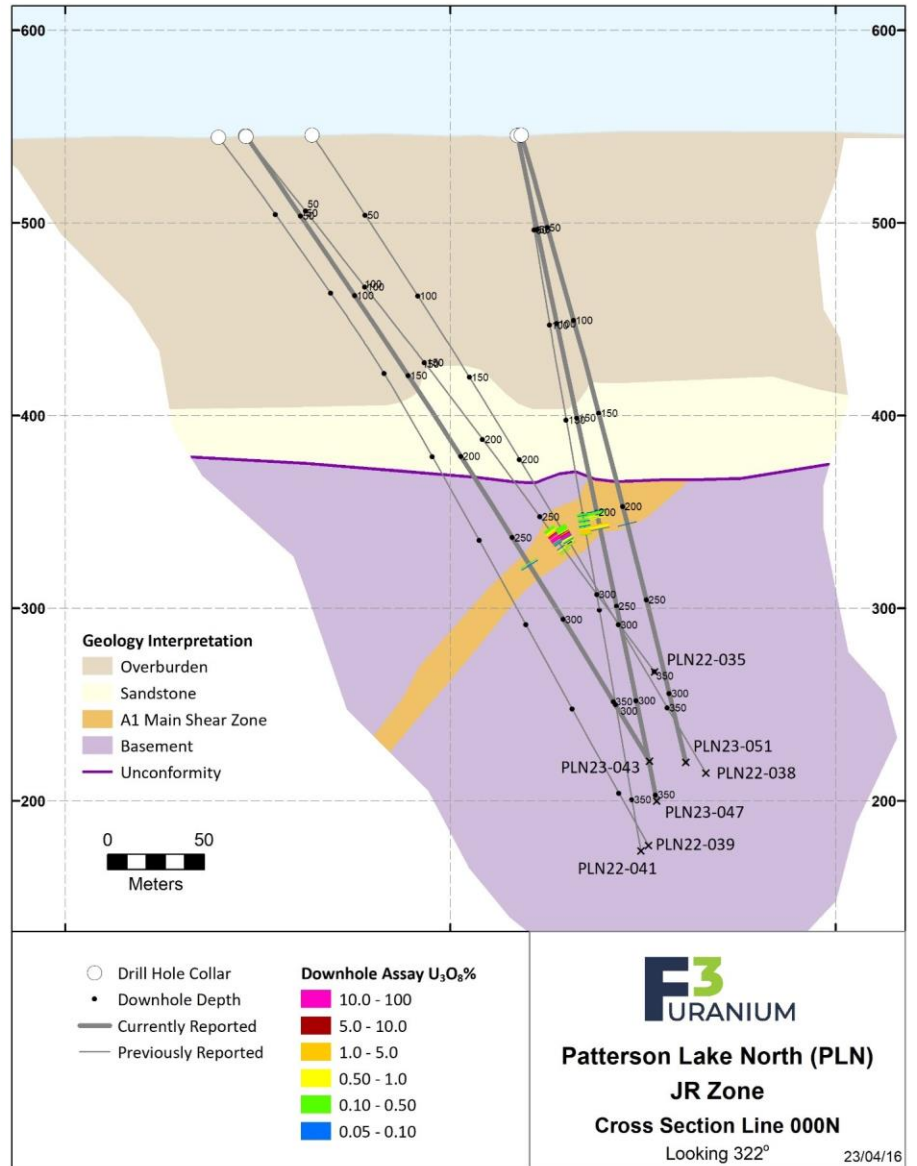 600
600
500
500
400
400
300
300
200
200
50
50
50
50
50
50
100
100
100
100
100
100
100
150
150
150
150
150
150
150
200
200
200
200
250
250
250
250
300
300
300
300
300
300
350
350
350
350
350
PLN22-035
PLN23-051
PLN22-038
PLN23-043
PLN23-047
PLN22-039
PLN22-041
Geology Interpretation
Overburden
Sandstone
A1 Main Shear Zone
Basement
Unconformity
0 50
Meters
Drill Hole Collar
Downhole Depth
Currently Reported
Previously Reported
Downhole Assay U₃O₈%
10.0 - 100
5.0 - 10.0
1.0 - 5.0
0.50 - 1.0
0.10 - 0.50
0.05 - 0.10
F3
URANIUM
Patterson Lake North (PLN)
JR Zone
Cross Section Line 000N
Looking 322°
23/04/16